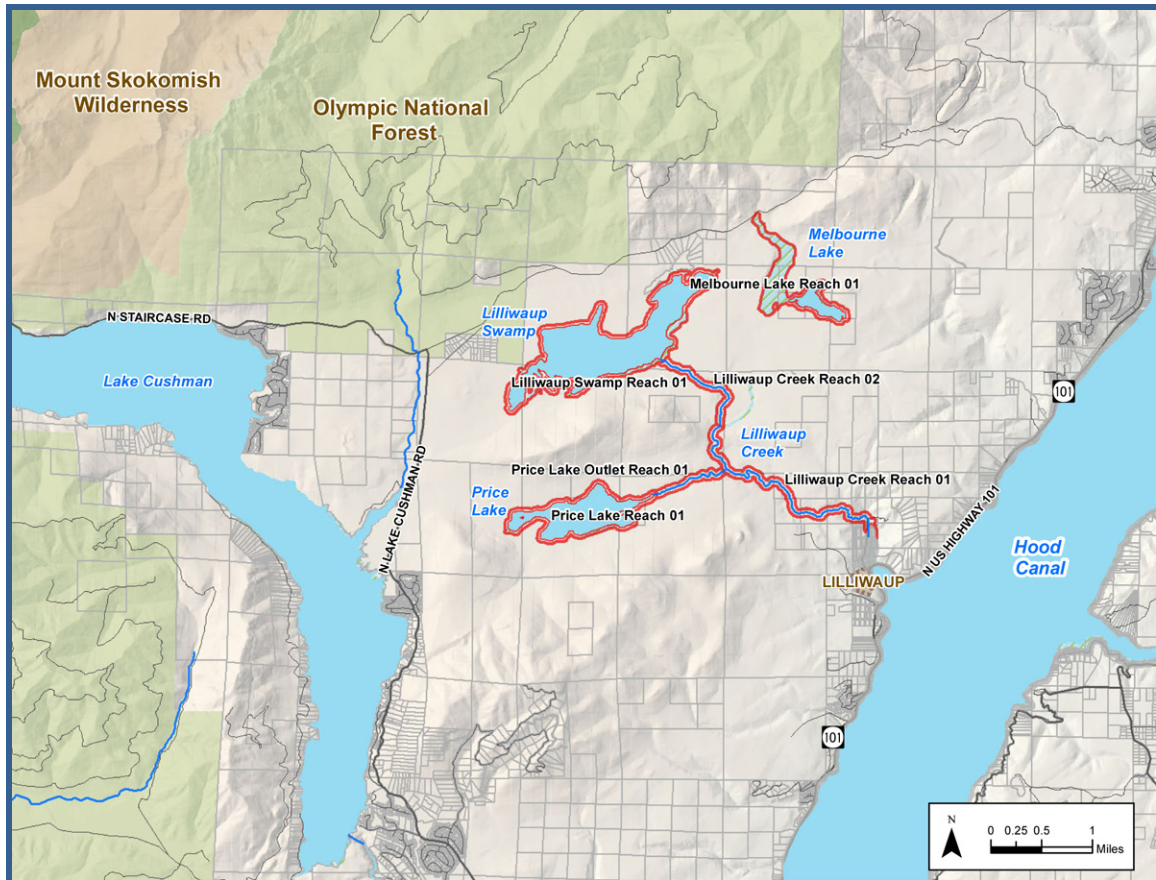 Mount Skokomish
Wilderness
Olympic National
Forest
Melbourne
Lake
Melbourne Lake Reach 01
N STAIRCASE RD
Lilliwaup
Swamp
Lake Cushman
Lilliwaup Swamp Reach 01
Lilliwaup Creek Reach 02
101
Lilliwaup
Creek
N LAKE CUSHMAN RD
Price Lake Outlet Reach 01
Lilliwaup Creek Reach 01
Price
Lake
Price Lake Reach 01
N US HIGHWAY 101
Hood
Canal
LILLIWAUP
101
N
0 0.25 0.5 1
Miles